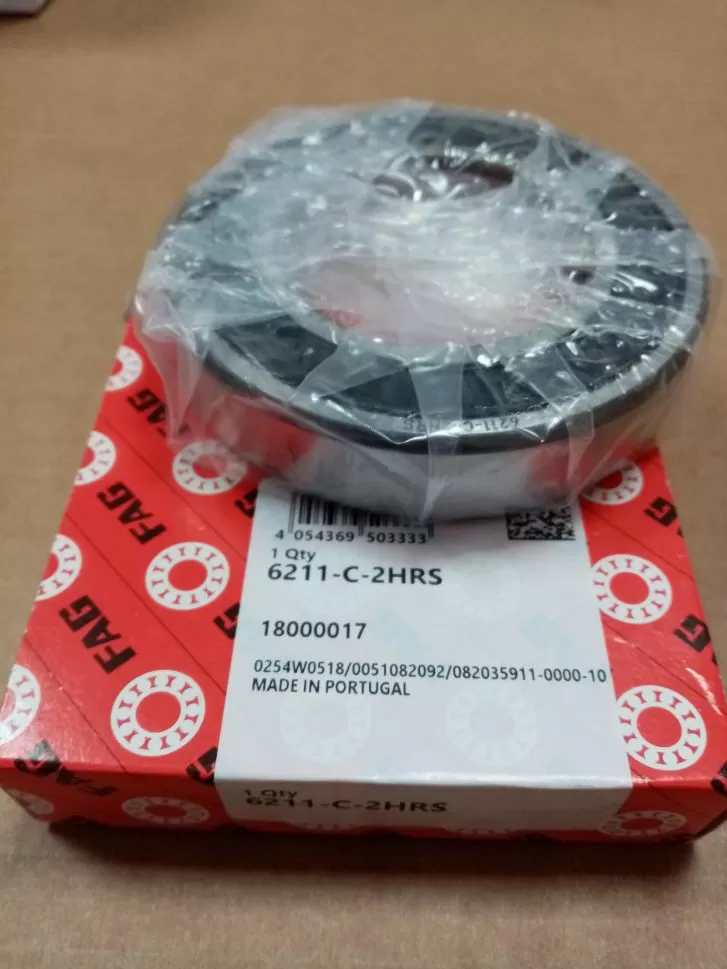 6211-C
4 054369 503333
1 Qty
6211-C-2HRS
18000017
0254W0518/0051082092/082035911-0000-10
MADE IN PORTUGAL
1 Qty
6211-C-2HRS
FAG
FAG
FAG
FAG